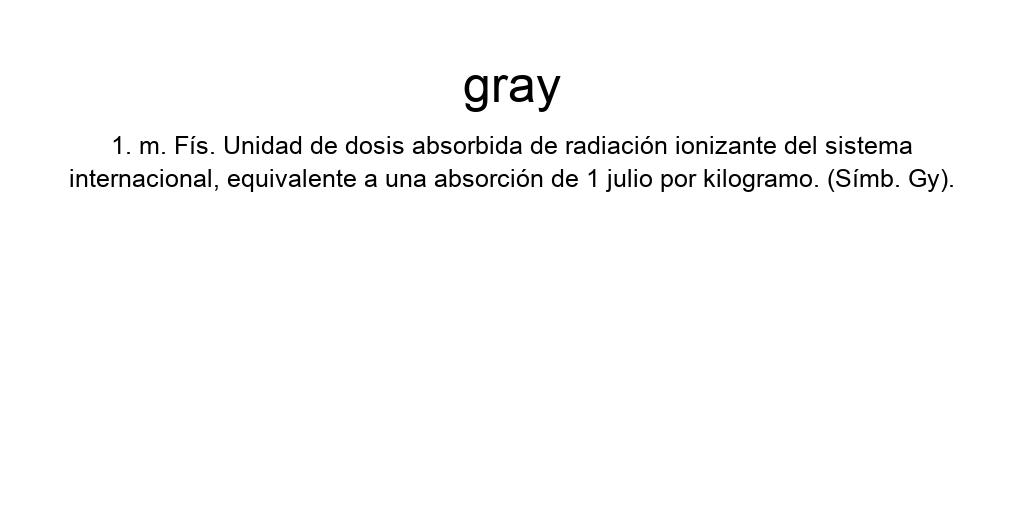 gray
1. m. Fís. Unidad de dosis absorbida de radiación ionizante del sistema
internacional, equivalente a una absorción de 1 julio por kilogramo. (Símb. Gy).